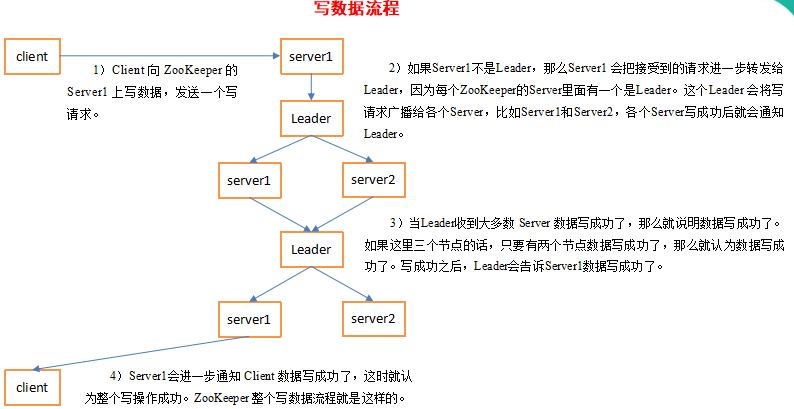 写数据流程
client
server1
1）Client 向 ZooKeeper 的
Server1 上写数据，发送一个写
请求。
2）如果Server1不是Leader，那么Server1 会把接受到的请求进一步转发给
Leader，因为每个ZooKeeper的Server里面有一个是Leader。这个Leader 会将写
请求广播给各个Server，比如Server1和Server2，各个Server写成功后就会通知
Leader。
Leader
server1
server2
3）当Leader收到大多数 Server 数据写成功了，那么就说明数据写成功了。
如果这里三个节点的话，只要有两个节点数据写成功了，那么就认为数据写成
功了。写成功之后，Leader会告诉Server1数据写成功了。
Leader
server1
server2
client
4）Server1会进一步通知 Client 数据写成功了，这时就认
为整个写操作成功。ZooKeeper 整个写数据流程就是这样的。